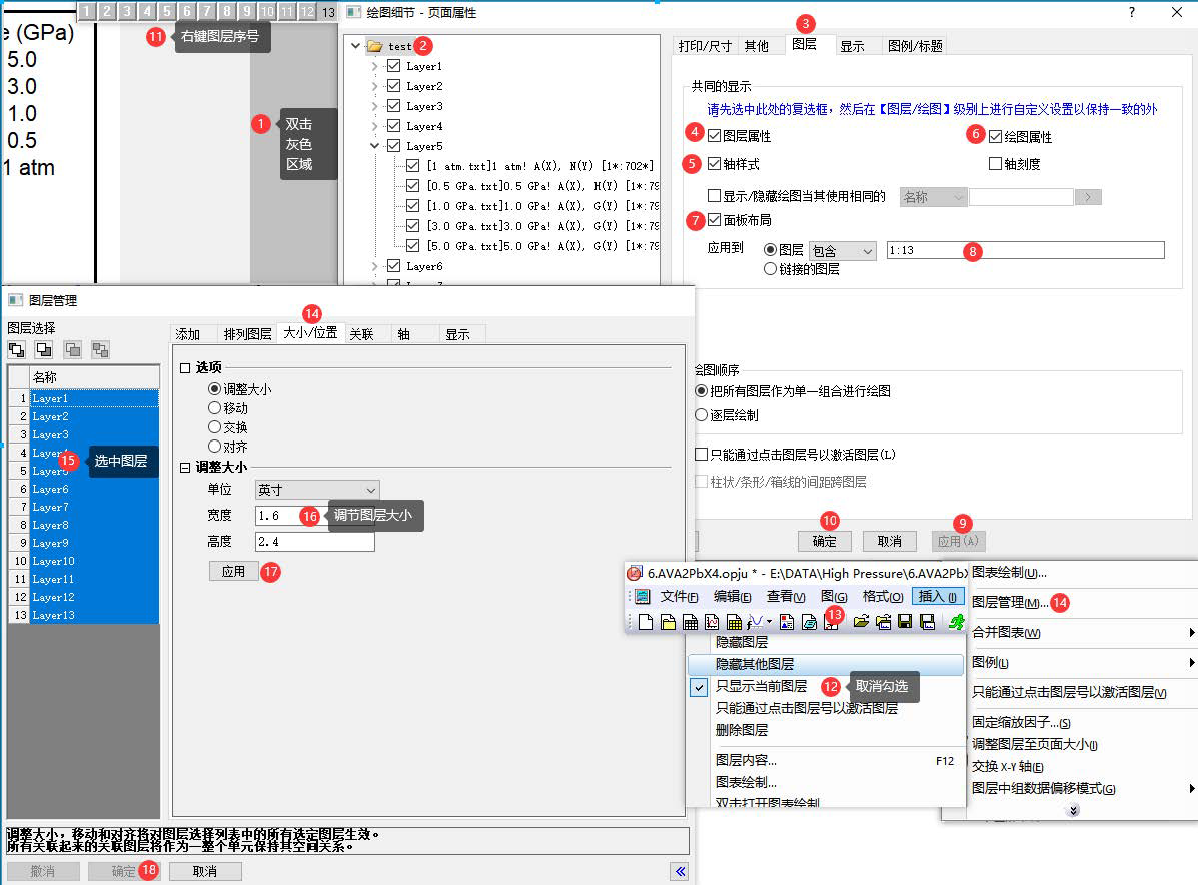 1 2 3 4 5 6 7 8 9 10 11 12 13
e (GPa)
5.0
3.0
1.0
0.5
1 atm
11 右键图层序号
1 双击
灰色
区域
绘图细节 - 页面属性
?
test 2
Layer1
Layer2
Layer3
Layer4
Layer5
[1 atm.txt]1 atm! A(X), N(Y) [1*:702*]
[0.5 GPa.txt]0.5 GPa! A(X), H(Y) [1*:79
[1.0 GPa.txt]1.0 GPa! A(X), G(Y) [1*:79
[3.0 GPa.txt]3.0 GPa! A(X), G(Y) [1*:79
[5.0 GPa.txt]5.0 GPa! A(X), G(Y) [1*:79
Layer6
3
打印/尺寸 其他 图层 显示 图例/标题
共同的显示
请先选中此处的复选框，然后在【图层/绘图】级别上进行自定义设置以保持一致的外
4 图层属性 6 绘图属性
5 轴样式 轴刻度
显示/隐藏绘图当其使用相同的 名称 >
7 面板布局
应用到 图层 包含 1:13 8
链接的图层
绘图顺序
把所有图层作为单一组合进行绘图
逐层绘制
只能通过点击图层号以激活图层(L)
柱状/条形/箱线的间距跨图层
10 9
确定 取消 应用(A)
图层管理
图层选择
14
添加 排列图层 大小/位置 关联 轴 显示
名称
1 Layer1
2 Layer2
3 Layer3
4 Layer
5 Layer
6 Layer6
7 Layer7
8 Layer8
9 Layer9
10 Layer10
11 Layer11
12 Layer12
13 Layer13
15 选中图层
选项
调整大小
移动
交换
对齐
调整大小
单位 英寸
宽度 1.6 16 调节图层大小
高度 2.4
应用 17
调整大小，移动和对齐将对图层选择列表中的所有选定图层生效。
所有关联起来的关联图层将作为一整个单元保持其空间关系。
撤消 确定 18 取消 «
6.AVA2PbX4.opju * - E:\DATA\High Pressure\6.AVA2PbX
文件(F) 编辑(E) 查看(V) 图(G) 格式(O) 插入(I)
13
隐藏图层
隐藏其他图层
只显示当前图层 12 取消勾选
只能通过点击图层号以激活图层
删除图层
图层内容... F12
图表绘制...
双击打开图表绘制
图表绘制(U)...
图层管理(M)... 14
合并图表(W)
图例(L)
只能通过点击图层号以激活图层(V)
固定缩放因子...(S)
调整图层至页面大小(I)
交换 X-Y 轴(E)
图层中组数据偏移模式(G)